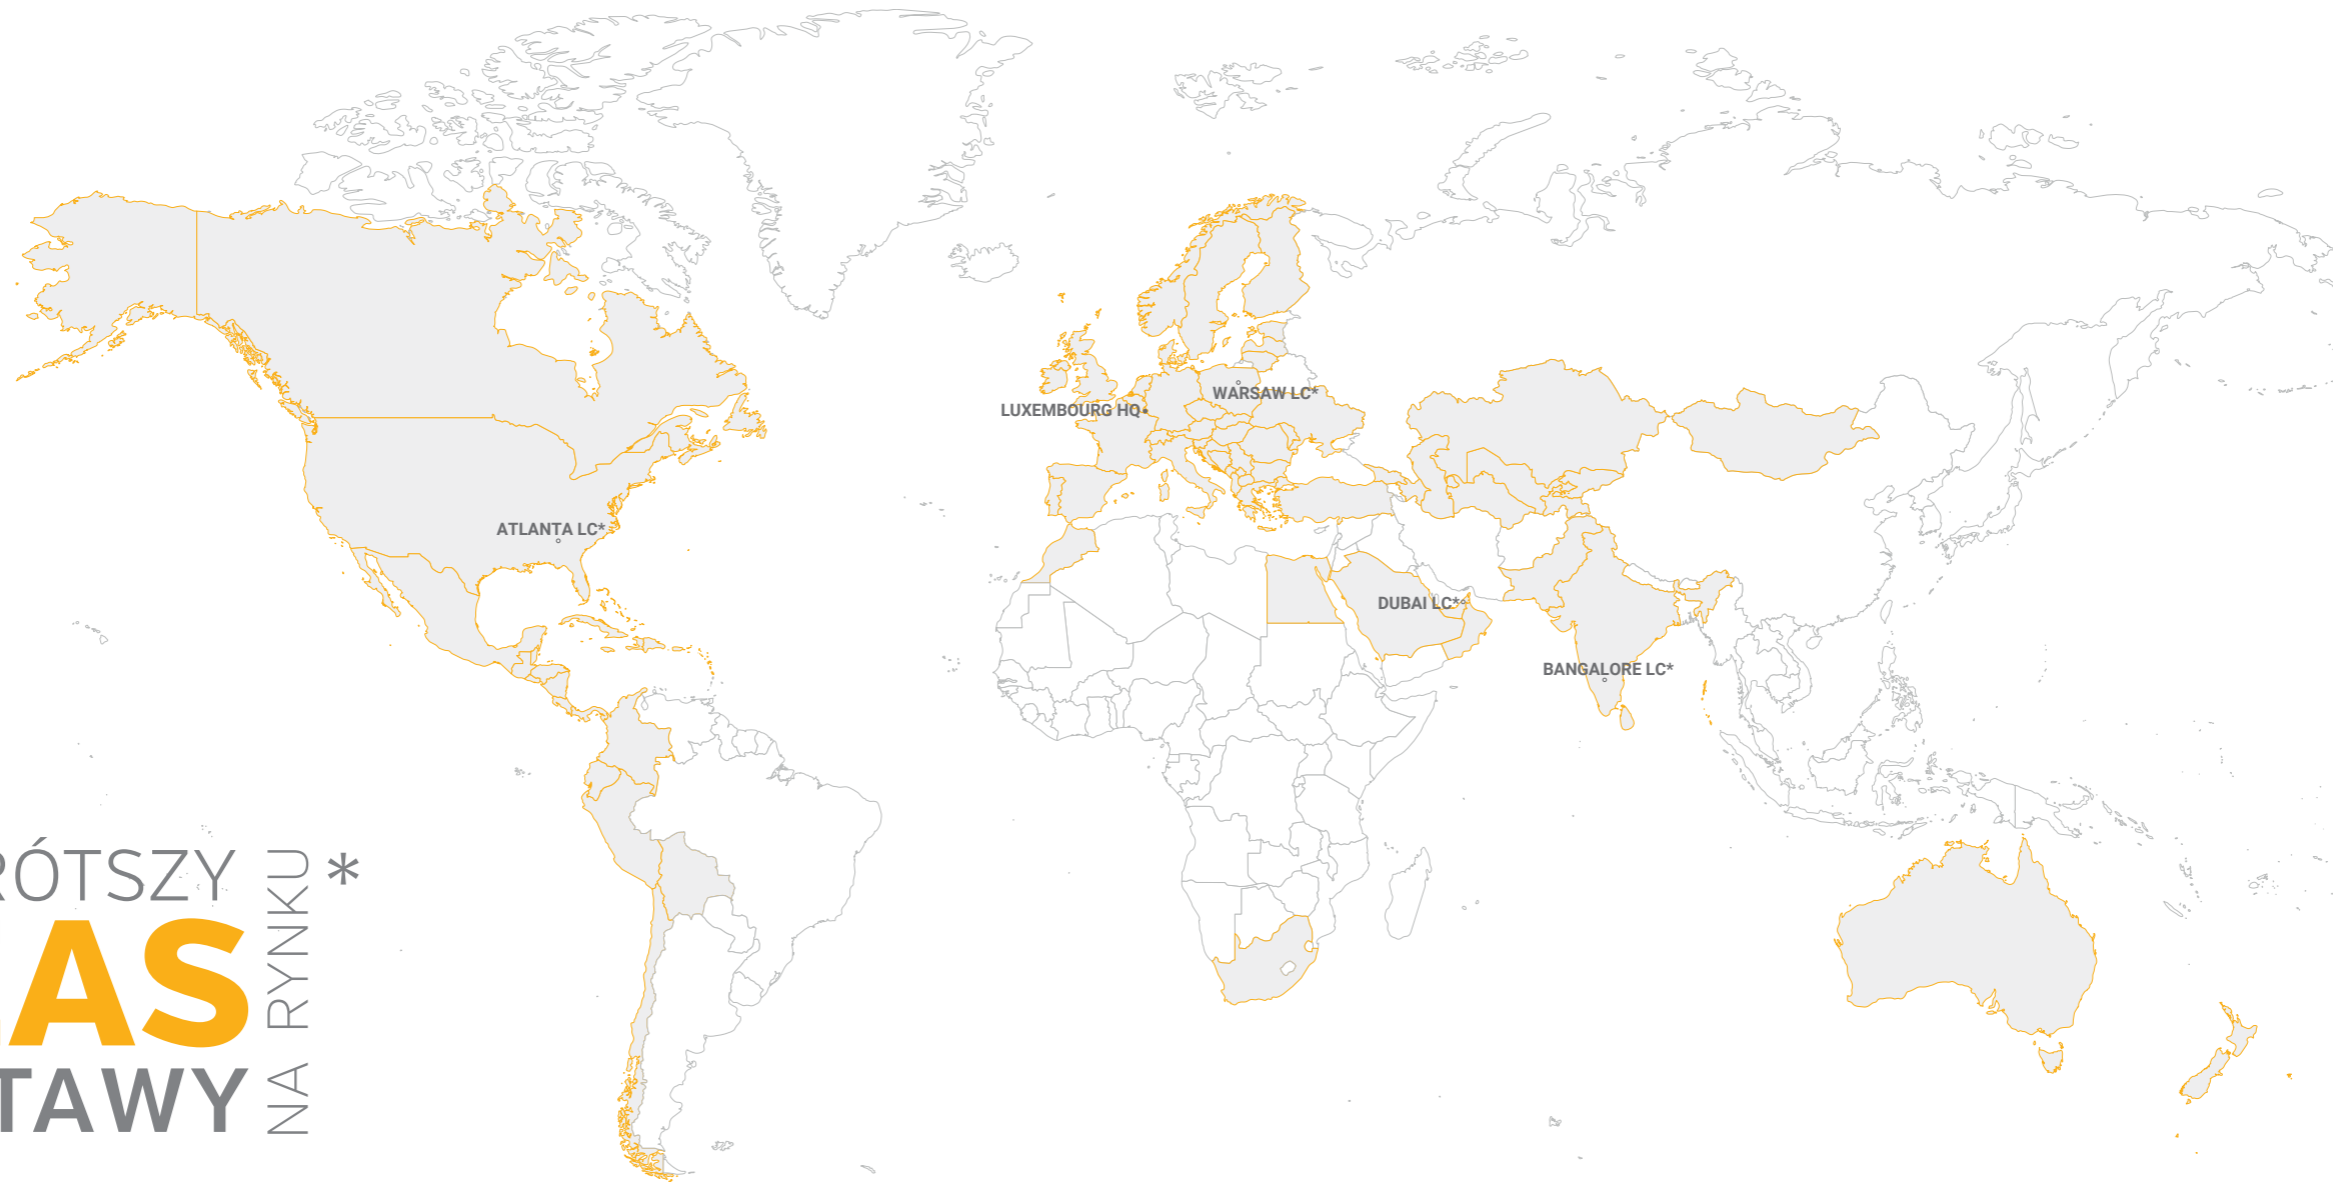 LUXEMBOURG HQ
WARSAW LC*
ATLANTA LC*
DUBAI LC*
BANGALORE LC*
RÓTSZY
AS
TAWY
NA RYNKU *